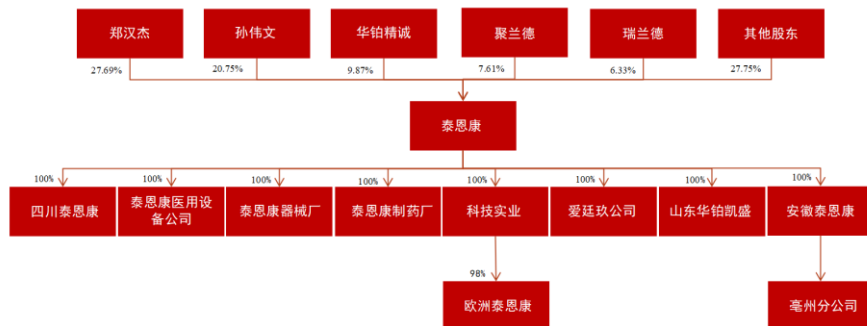 郑汉杰
孙伟文
华铂精诚
聚兰德
瑞兰德
其他股东
27.69%
20.75%
9.87%
7.61%
6.33%
27.75%
泰恩康
100%
100%
100%
100%
100%
100%
100%
100%
四川泰恩康
泰恩康医用设
备公司
泰恩康器械厂
泰恩康制药厂
科技实业
爱廷玖公司
山东华铂凯盛
安徽泰恩康
98%
欧洲泰恩康
亳州分公司